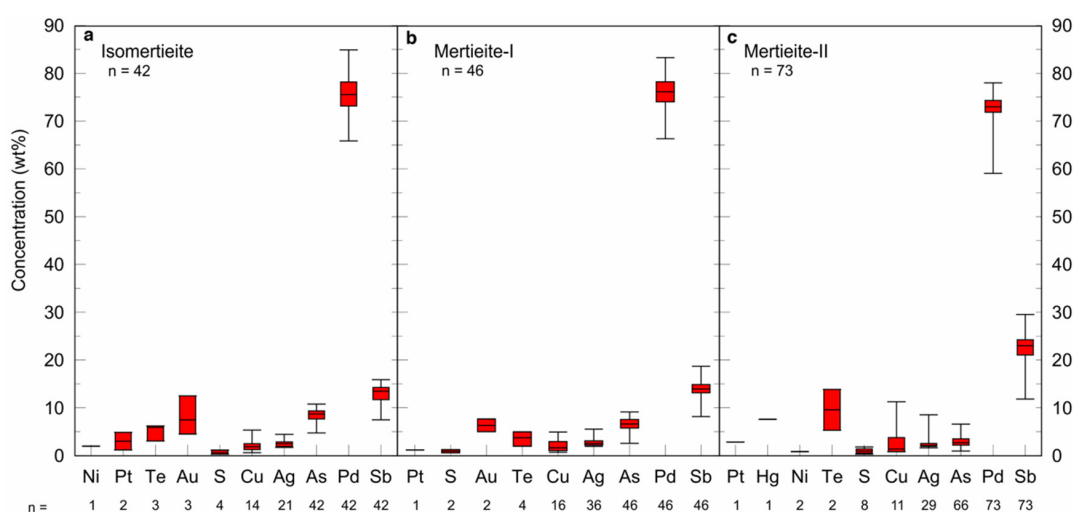 90 90
80 80
70 70
60 60
50 50
40 40
30 30
20 20
10 10
0 0
Concentration (wt%)
a Isomertieite
n = 42
b Mertieite-I
n = 46
c Mertieite-II
n = 73
Ni Pt Te Au S Cu Ag As Pd Sb Pt S Au Te Cu Ag As Pd Sb Pt Hg Ni Te S Cu Ag As Pd Sb
n = 1 2 3 3 4 14 21 42 42 42 1 2 2 4 16 36 46 46 46 1 1 2 2 8 11 29 66 73 73